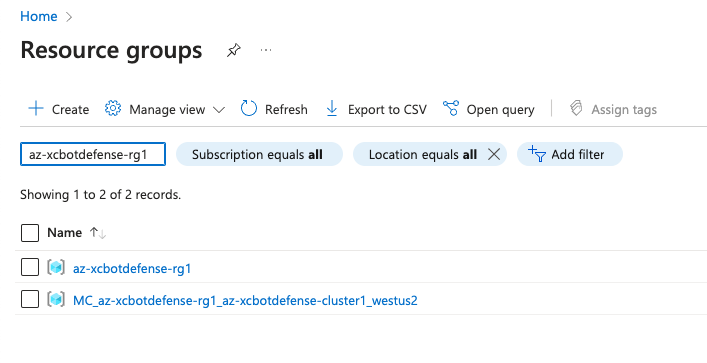 Home >
Resource groups ...
Create Manage view Refresh Export to CSV Open query Assign tags
az-xcbotdefense-rg1 Subscription equals all Location equals all Add filter
Showing 1 to 2 of 2 records.
Name ↑↓
az-xcbotdefense-rg1
MC_az-xcbotdefense-rg1_az-xcbotdefense-cluster1_westus2